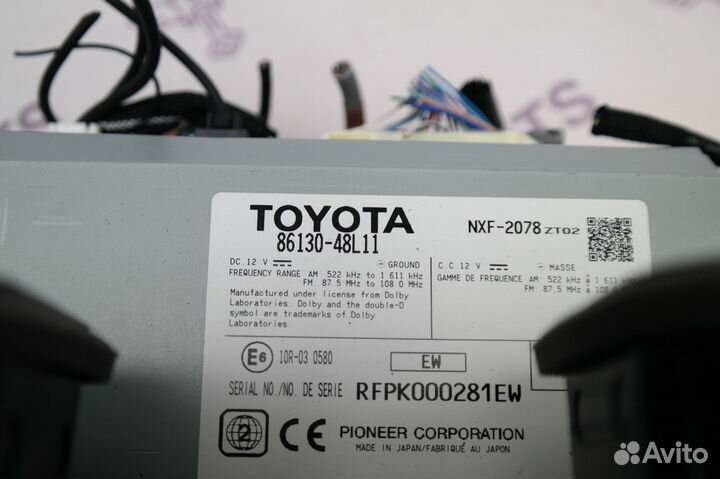 TOYOTA
86130-48L11
NXF-2078 ZT02
DC 12 V ⎓ ⊖ GROUND
FREQUENCY RANGE AM 522 kHz to 1 611 kHz
FM: 87.5 MHz to 108.0 MHz
C.C 12 V ⎓ ⊖ MASSE
GAMME DE FREQUENCE AM: 522 kHz à 1 611 kHz
FM: 87,5 MHz à 108,0 MHz
Manufactured under license from Dolby
Laboratories. Dolby and the double-D
symbol are trademarks of Dolby
Laboratories.
E6 10R-03 0580
EW
SERIAL NO./NO. DE SERIE RFPK000281EW
2 CE PIONEER CORPORATION
MADE IN JAPAN/FABRIQUÉ AU JAPON
Avito